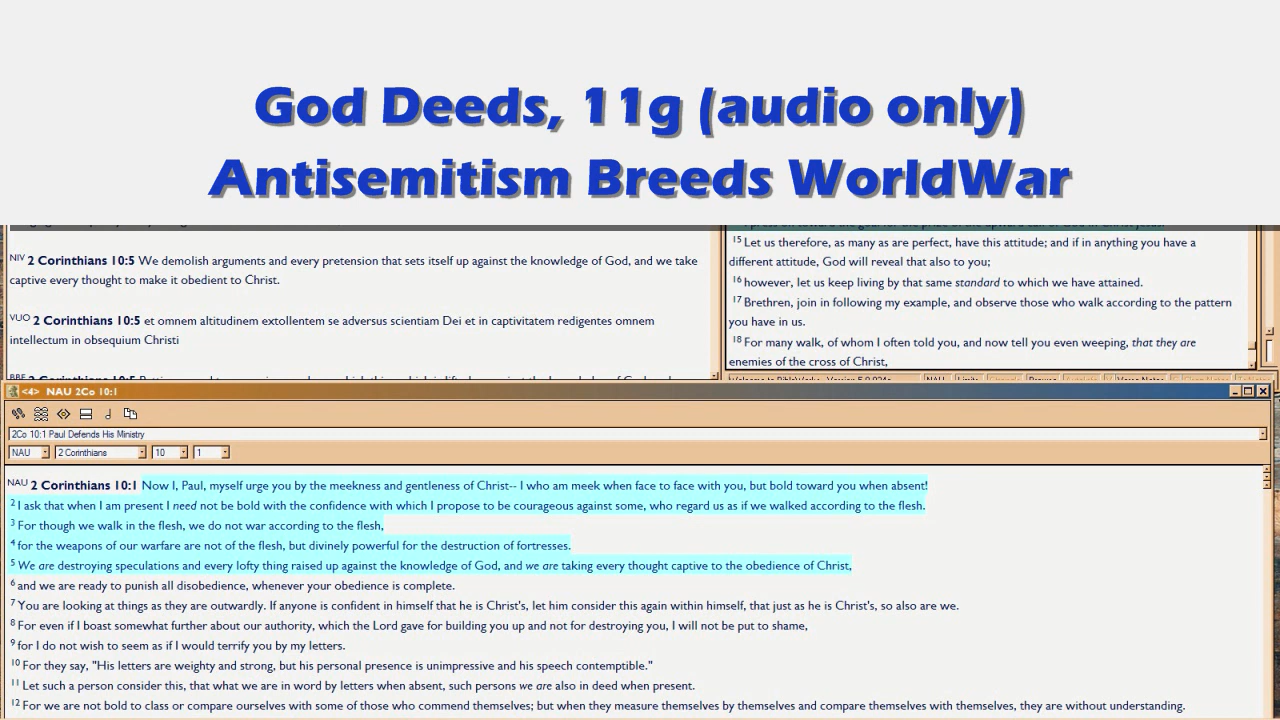 God Deeds, 11g (audio only)
Antisemitism Breeds WorldWar
NIV 2 Corinthians 10:5 We demolish arguments and every pretension that sets itself up against the knowledge of God, and we take
captive every thought to make it obedient to Christ.
VUO 2 Corinthians 10:5 et omnem altitudinem extollentem se adversus scientiam Dei et in captivitatem redigentes omnem
intellectum in obsequium Christi
15 Let us therefore, as many as are perfect, have this attitude; and if in anything you have a
different attitude, God will reveal that also to you;
16 however, let us keep living by that same standard to which we have attained.
17 Brethren, join in following my example, and observe those who walk according to the pattern
you have in us.
18 For many walk, of whom I often told you, and now tell you even weeping, that they are
enemies of the cross of Christ,
<4> NAU 2Co 10:1
2Co 10:1 Paul Defends His Ministry
NAU 2 Corinthians 10 1
NAU 2 Corinthians 10:1 Now I, Paul, myself urge you by the meekness and gentleness of Christ-- I who am meek when face to face with you, but bold toward you when absent!
2 I ask that when I am present I need not be bold with the confidence with which I propose to be courageous against some, who regard us as if we walked according to the flesh.
3 For though we walk in the flesh, we do not war according to the flesh,
4 for the weapons of our warfare are not of the flesh, but divinely powerful for the destruction of fortresses.
5 We are destroying speculations and every lofty thing raised up against the knowledge of God, and we are taking every thought captive to the obedience of Christ,
6 and we are ready to punish all disobedience, whenever your obedience is complete.
7 You are looking at things as they are outwardly. If anyone is confident in himself that he is Christ's, let him consider this again within himself, that just as he is Christ's, so also are we.
8 For even if I boast somewhat further about our authority, which the Lord gave for building you up and not for destroying you, I will not be put to shame,
9 for I do not wish to seem as if I would terrify you by my letters.
10 For they say, "His letters are weighty and strong, but his personal presence is unimpressive and his speech contemptible."
11 Let such a person consider this, that what we are in word by letters when absent, such persons we are also in deed when present.
12 For we are not bold to class or compare ourselves with some of those who commend themselves; but when they measure themselves by themselves and compare themselves with themselves, they are without understanding.